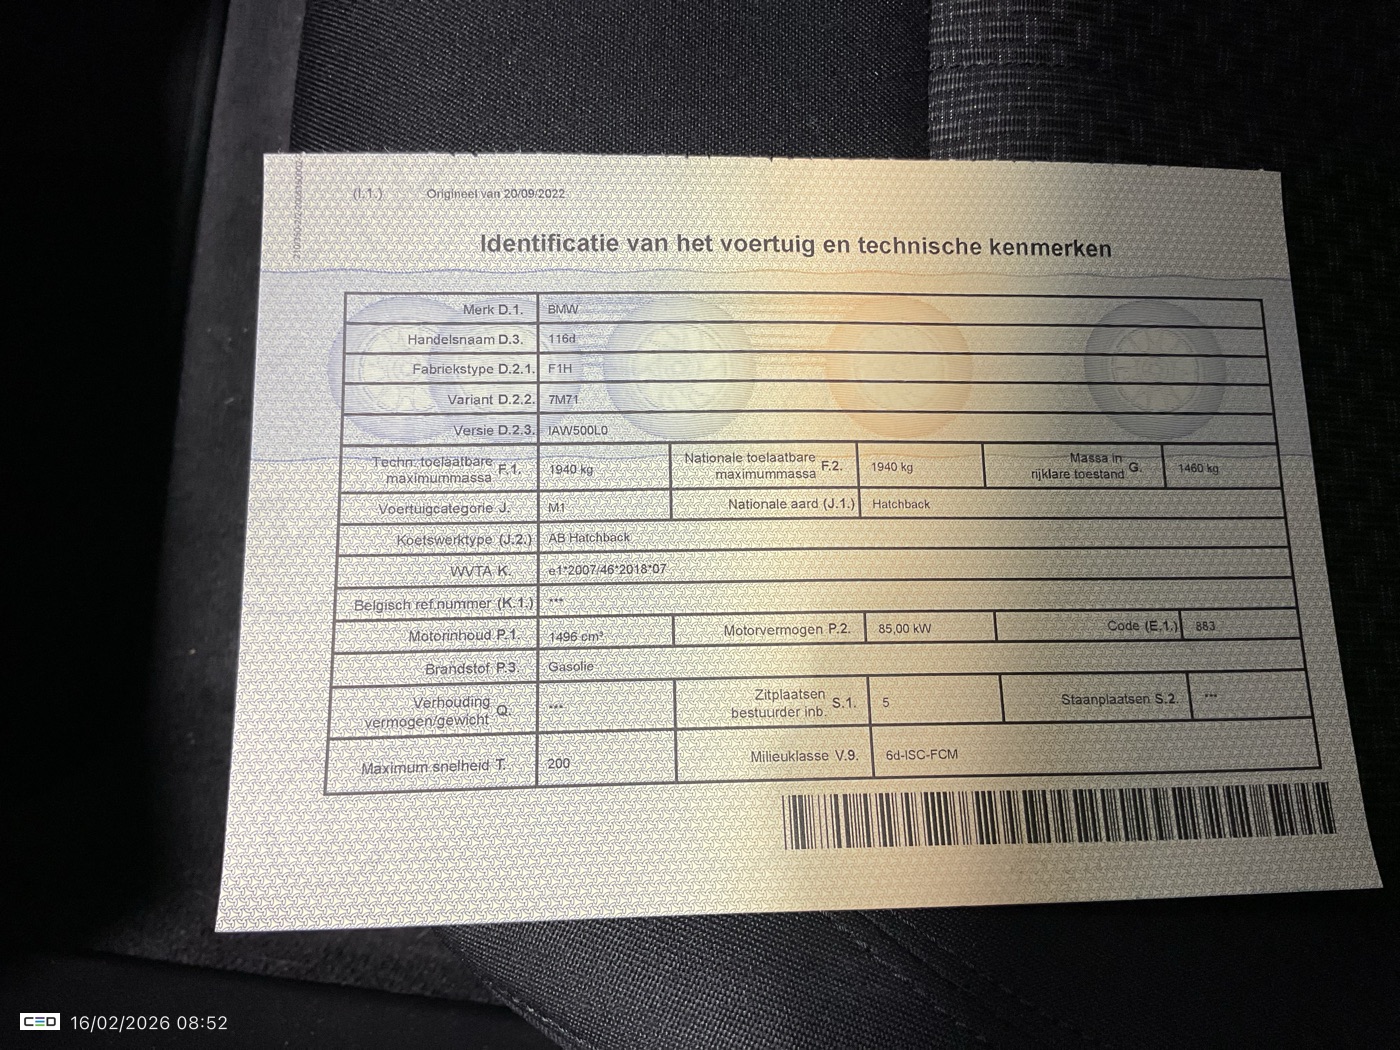 (I.1.) Origineel van 20/09/2022
Identificatie van het voertuig en technische kenmerken
Merk D.1. BMW
Handelsnaam D.3. 116d
Fabriekstype D.2.1. F1H
Variant D.2.2. 7M71
Versie D.2.3. IAW500L0
Techn. toelaatbare maximummassa F.1. 1940 kg Nationale toelaatbare maximummassa F.2. 1940 kg Massa in rijklare toestand G. 1460 kg
Voertuigcategorie J. M1 Nationale aard (J.1.) Hatchback
Koetswerktype (J.2.) AB Hatchback
WVTA K. e1*2007/46*2018*07
Belgisch ref.nummer (K.1.) ***
Motorinhoud P.1. 1496 cm³ Motorvermogen P.2. 85,00 kW Code (E.1.) 883
Brandstof P.3. Gasolie
Verhouding vermogen/gewicht Q. *** Zitplaatsen bestuurder inb. S.1. 5 Staanplaatsen S.2. ***
Maximum snelheid T. 200 Milieuklasse V.9. 6d-ISC-FCM
CED 16/02/2026 08:52